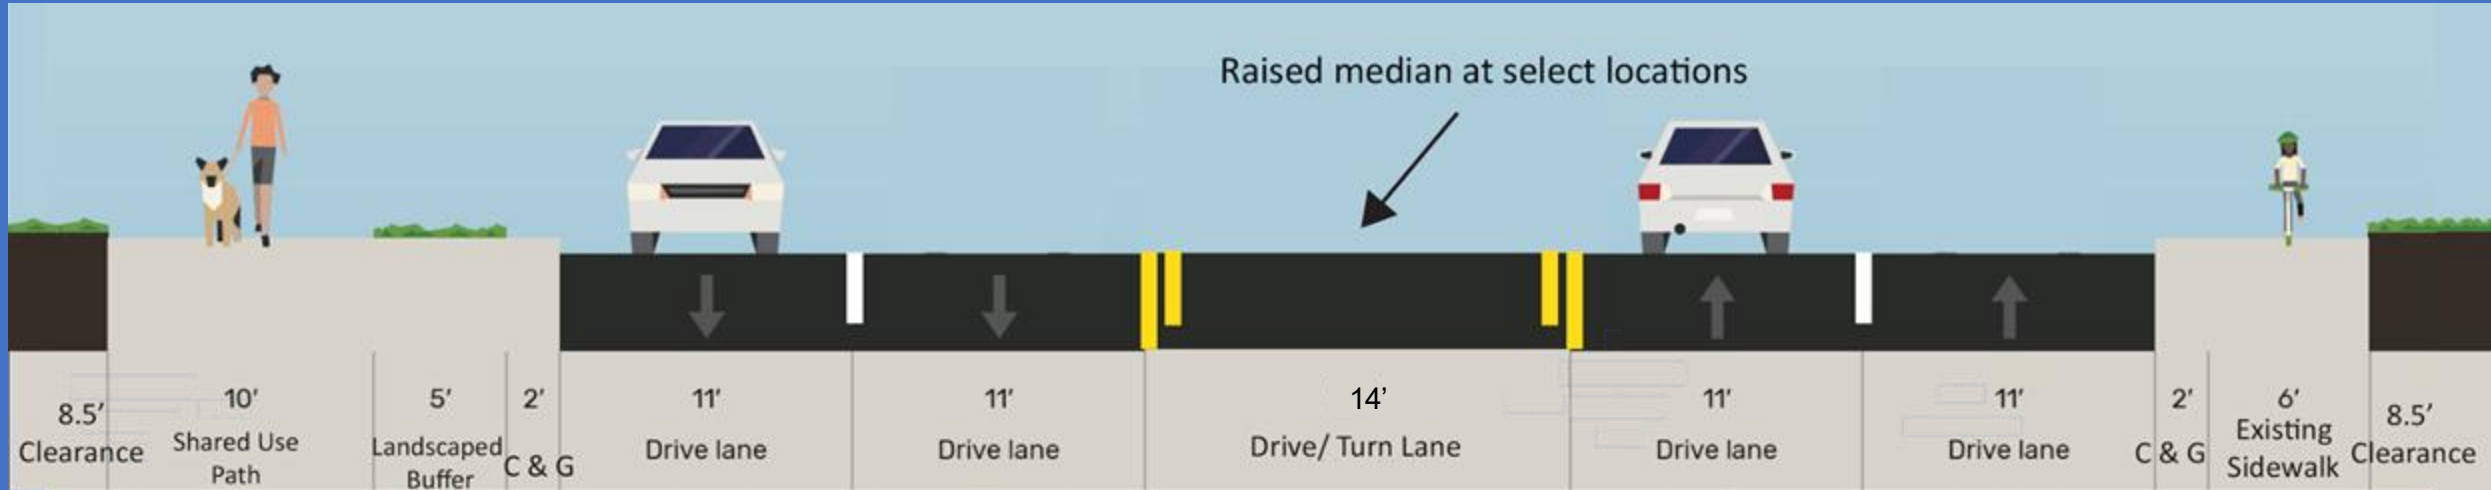 Raised median at select locations
8.5’
Clearance
10’
Shared Use
Path
5’
Landscaped
Buffer
2’
C & G
11’
Drive lane
11’
Drive lane
14’
Drive/ Turn Lane
11’
Drive lane
11’
Drive lane
2’
C & G
6’
Existing
Sidewalk
8.5’
Clearance